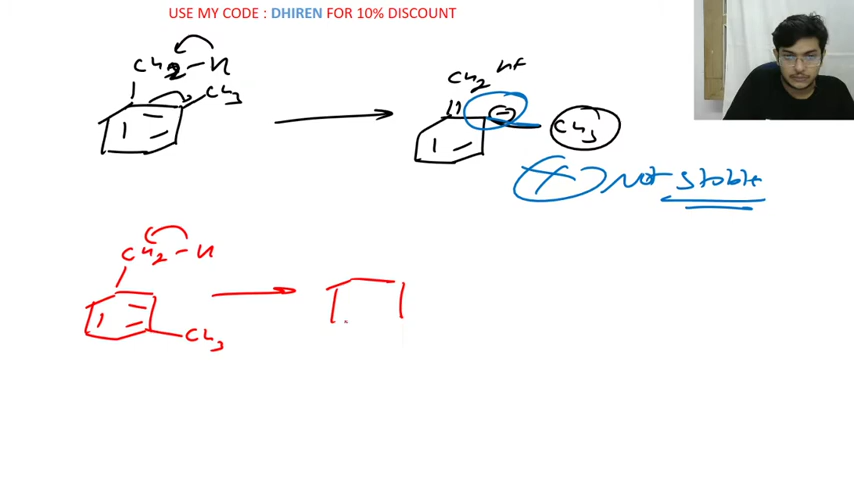 USE MY CODE : DHIREN FOR 10% DISCOUNT
CH2-H
CH3
CH2
CH3
not stable
CH2-H
CH3